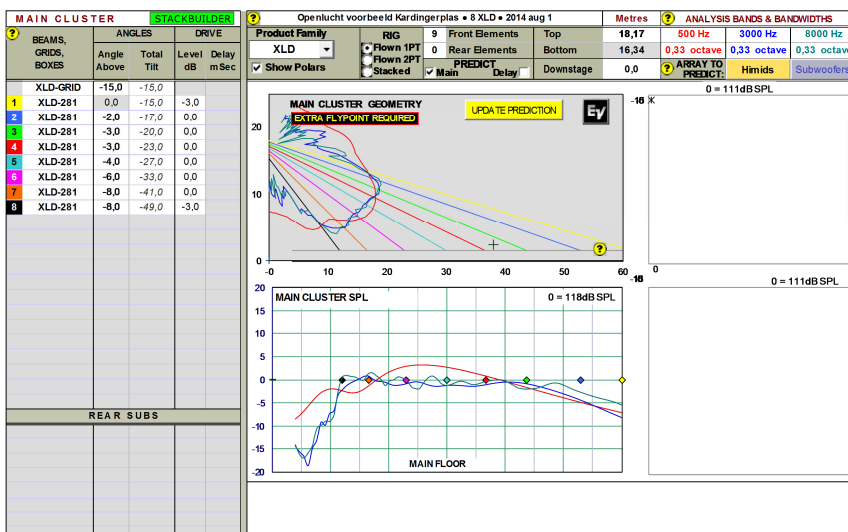 MAIN CLUSTER STACKBUILDER ? Openlucht voorbeeld Kardingerplas • 8 XLD • 2014 aug 1 Metres ? ANALYSIS BANDS & BANDWIDTHS
? BEAMS, GRIDS, BOXES
ANGLES DRIVE
Angle Above Total Tilt Level dB Delay mSec
XLD-GRID -15,0 -15,0
1 XLD-281 0,0 -15,0 -3,0
2 XLD-281 -2,0 -17,0 0,0
3 XLD-281 -3,0 -20,0 0,0
4 XLD-281 -3,0 -23,0 0,0
5 XLD-281 -4,0 -27,0 0,0
6 XLD-281 -6,0 -33,0 0,0
7 XLD-281 -8,0 -41,0 0,0
8 XLD-281 -8,0 -49,0 -3,0
REAR SUBS
Product Family
XLD
Show Polars
RIG
Flown 1PT
Flown 2PT
Stacked
9 Front Elements
0 Rear Elements
PREDICT
Main Delay
Top 18,17
Bottom 16,34
Downstage 0,0
500 Hz 3000 Hz 8000 Hz
0,33 octave 0,33 octave 0,33 octave
? ARRAY TO PREDICT: Himids Subwoofers
MAIN CLUSTER GEOMETRY
EXTRA FLYPOINT REQUIRED
UPDATE PREDICTION
EV
20
10
0
?
-0 10 20 30 40 50 60
0 = 111dB SPL
0
0 = 111dB SPL
MAIN CLUSTER SPL 0 = 118dB SPL
20
15
10
5
0
-5
-10
-15
-20
MAIN FLOOR